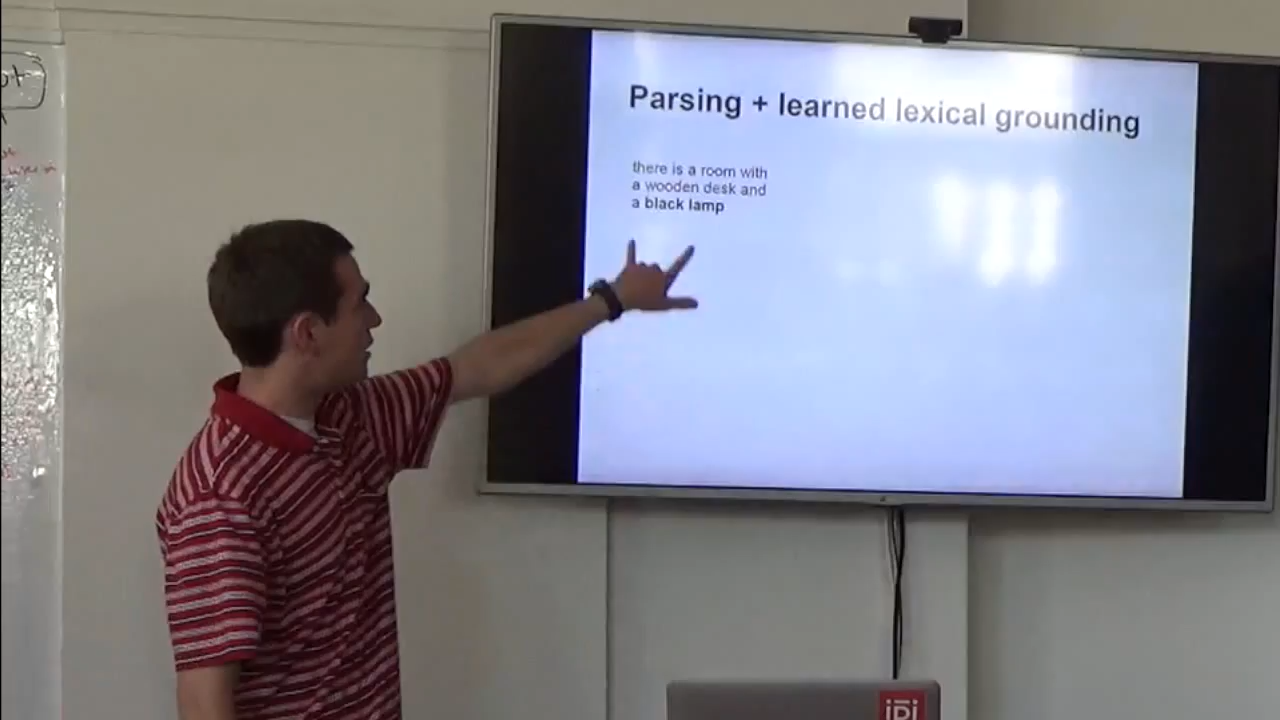 Parsing + learned lexical grounding
there is a room with
a wooden desk and
a black lamp